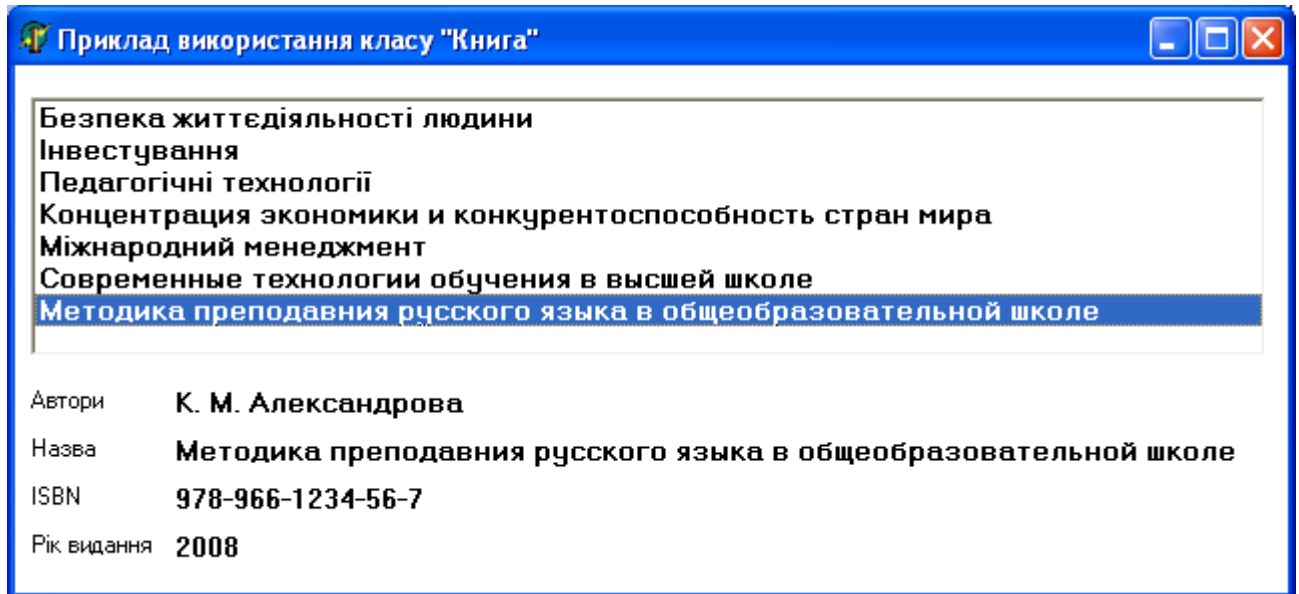 Приклад використання класу "Книга"
Безпека життєдіяльності людини
Інвестування
Педагогічні технології
Концентрация экономики и конкурентоспособность стран мира
Міжнародний менеджмент
Современные технологии обучения в высшей школе
Методика преподавния русского языка в общеобразовательной школе
Автори К. М. Александрова
Назва Методика преподавния русского языка в общеобразовательной школе
ISBN 978-966-1234-56-7
Рік видання 2008